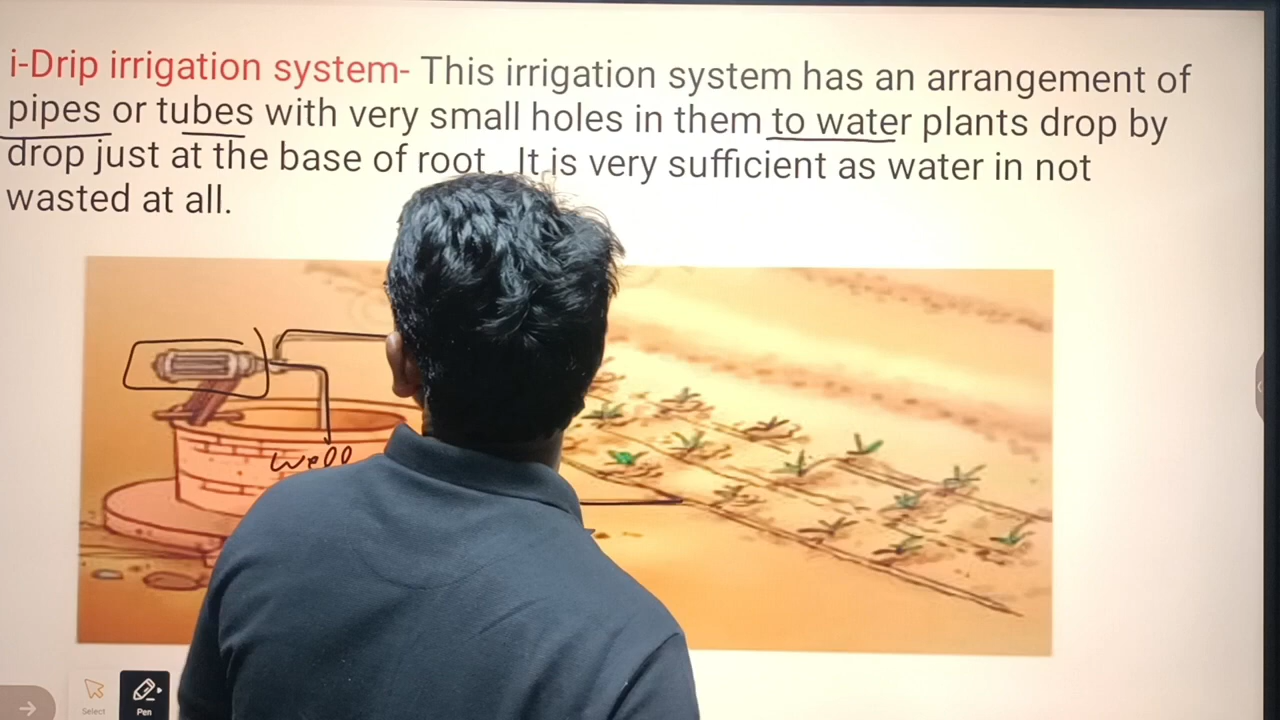 i-Drip irrigation system- This irrigation system has an arrangement of
pipes or tubes with very small holes in them to water plants drop by
drop just at the base of root . It is very sufficient as water in not
wasted at all.
Well
Select
Pen